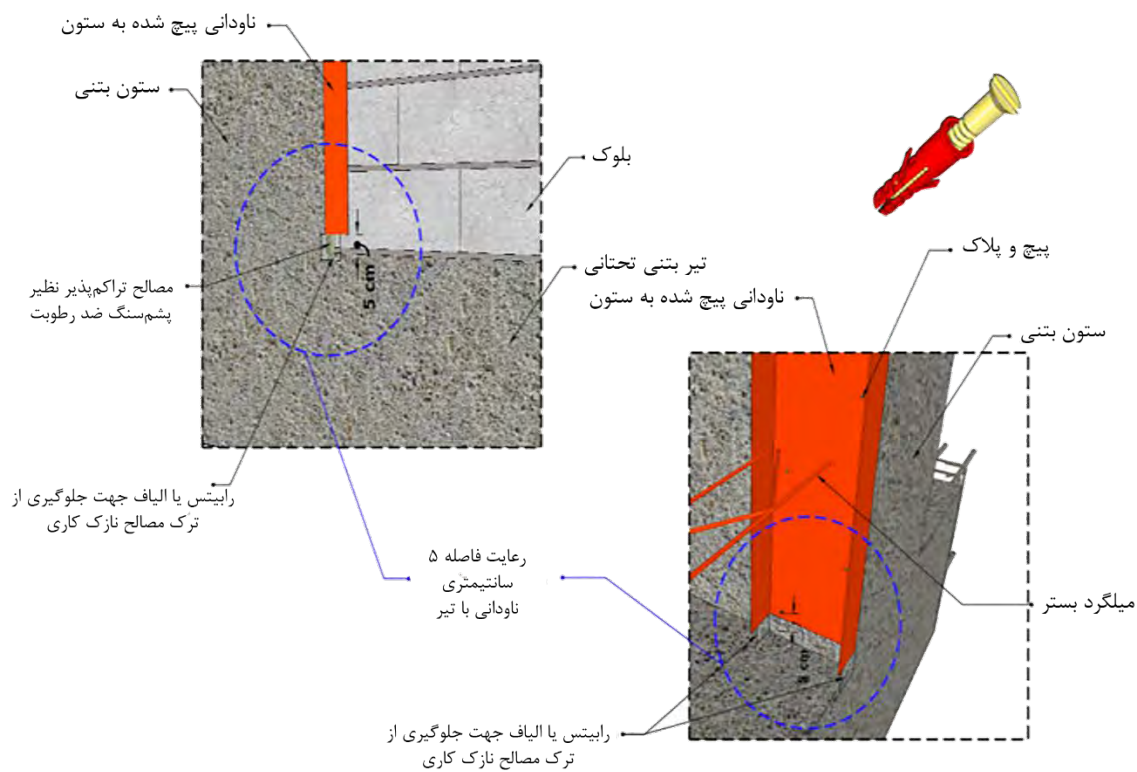 ناودانی پیچ شده به ستون
ستون بتنی
بلوک
5 cm
مصالح تراکم‌پذیر نظیر
پشم‌سنگ ضد رطوبت
تیر بتنی تحتانی
رابیتس یا الیاف جهت جلوگیری از
ترک مصالح نازک کاری
پیچ و پلاک
ناودانی پیچ شده به ستون
ستون بتنی
رعایت فاصله ۵
سانتیمتری
ناودانی با تیر
میلگرد بستر
5 cm
رابیتس یا الیاف جهت جلوگیری از
ترک مصالح نازک کاری